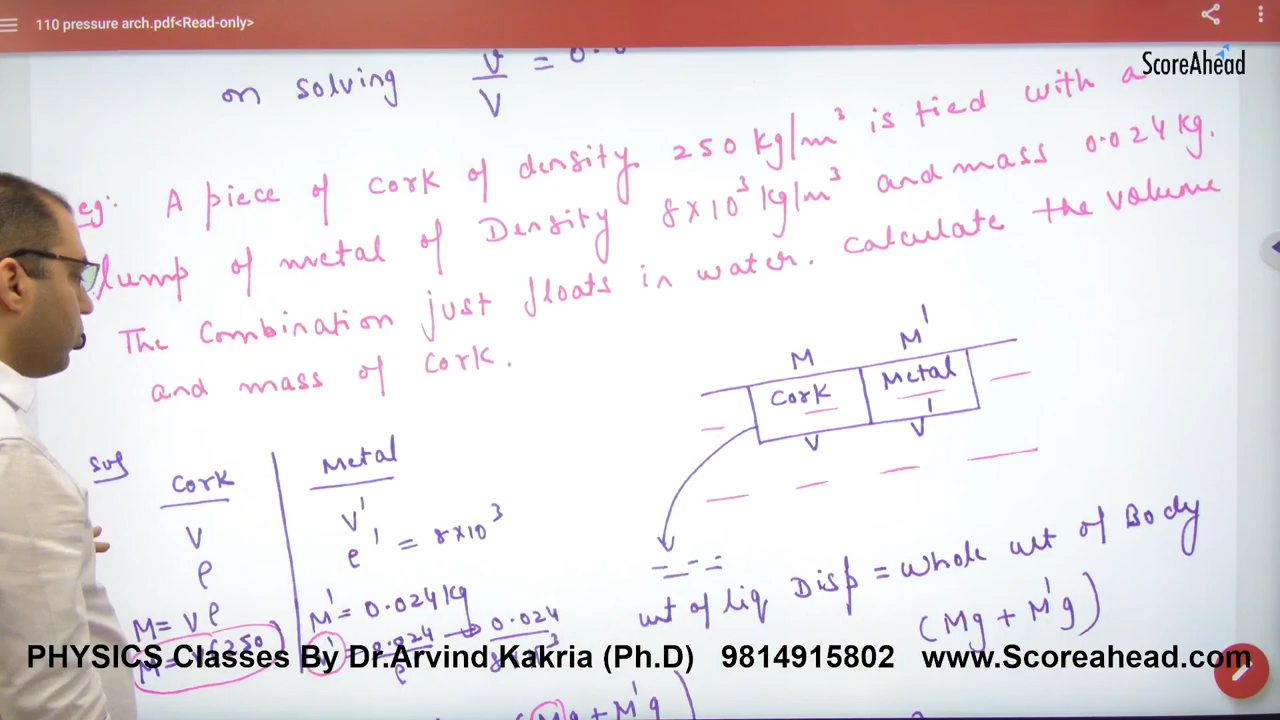 110 pressure arch.pdf<Read-only>
ScoreAhead
on solving v/V = 0.
eg:- A piece of cork of density 250 kg/m³ is tied with a
lump of metal of Density 8×10³ kg/m³ and mass 0.024 kg.
The Combination just floats in water. calculate the volume
and mass of cork.
M M'
Cork Metal
V V'
Sol
Cork Metal
V V'
ρ ρ' = 8×10³
M = Vρ M' = 0.024 kg
wt of liq Disp = whole wt of Body
(Mg + M'g)
PHYSICS Classes By Dr.Arvind Kakria (Ph.D) 9814915802 www.Scoreahead.com
(Mg + M'g)